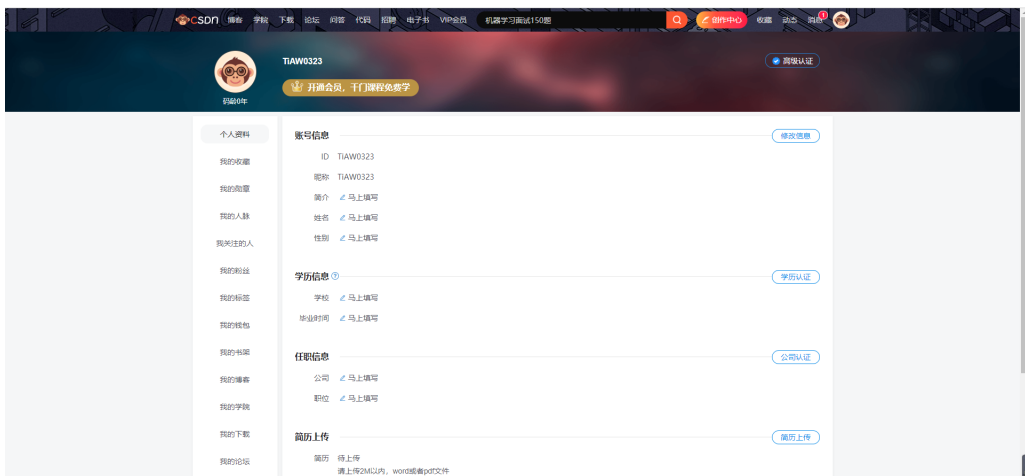 CSDN 博客 学院 下载 论坛 问答 代码 招聘 电子书 VIP会员 机器学习面试150题 创作中心 收藏 动态 消息 1
TiAW0323 高级认证
开通会员，千门课程免费学
码龄0年
个人资料
我的收藏
我的勋章
我的人脉
我关注的人
我的粉丝
我的标签
我的钱包
我的书架
我的博客
我的学院
我的下载
我的论坛
账号信息 修改信息
ID TiAW0323
昵称 TiAW0323
简介 马上填写
姓名 马上填写
性别 马上填写
学历信息 ? 学历认证
学校 马上填写
毕业时间 马上填写
任职信息 公司认证
公司 马上填写
职位 马上填写
简历上传 简历上传
简历 待上传
请上传2M以内，word或者pdf文件